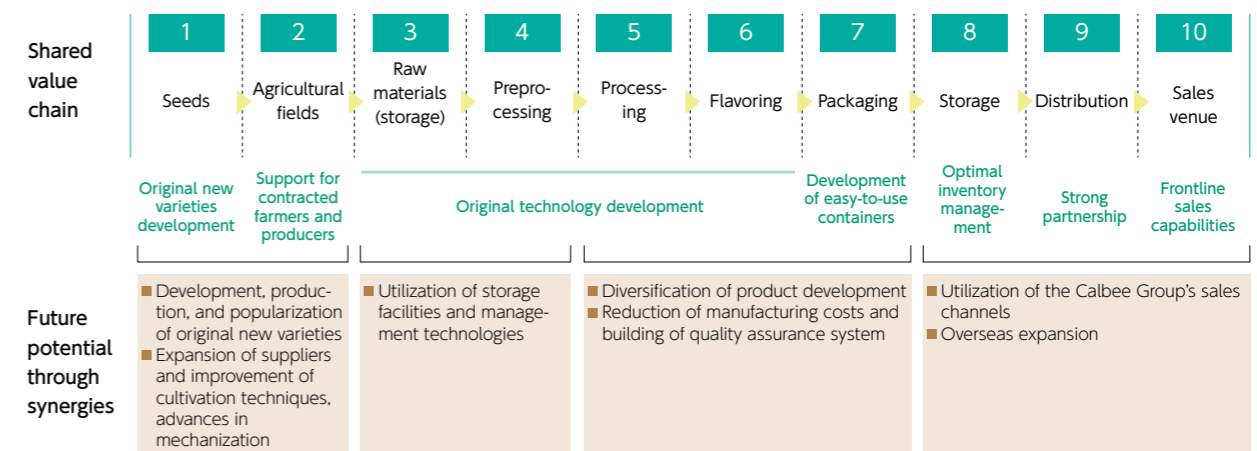 Shared
value
chain
1
2
3
4
5
6
7
8
9
10
Seeds
Agricultural
fields
Raw
materials
(storage)
Prepro-
cessing
Process-
ing
Flavoring
Packaging
Storage
Distribution
Sales
venue
Original new
varieties
development
Support for
contracted
farmers and
producers
Original technology development
Development
of easy-to-use
containers
Optimal
inventory
manage-
ment
Strong
partnership
Frontline
sales
capabilities
Future
potential
through
synergies
Development, produc-
tion, and popularization
of original new varieties
Expansion of suppliers
and improvement of
cultivation techniques,
advances in
mechanization
Utilization of storage
facilities and manage-
ment technologies
Diversification of product development
Reduction of manufacturing costs and
building of quality assurance system
Utilization of the Calbee Group's sales
channels
Overseas expansion